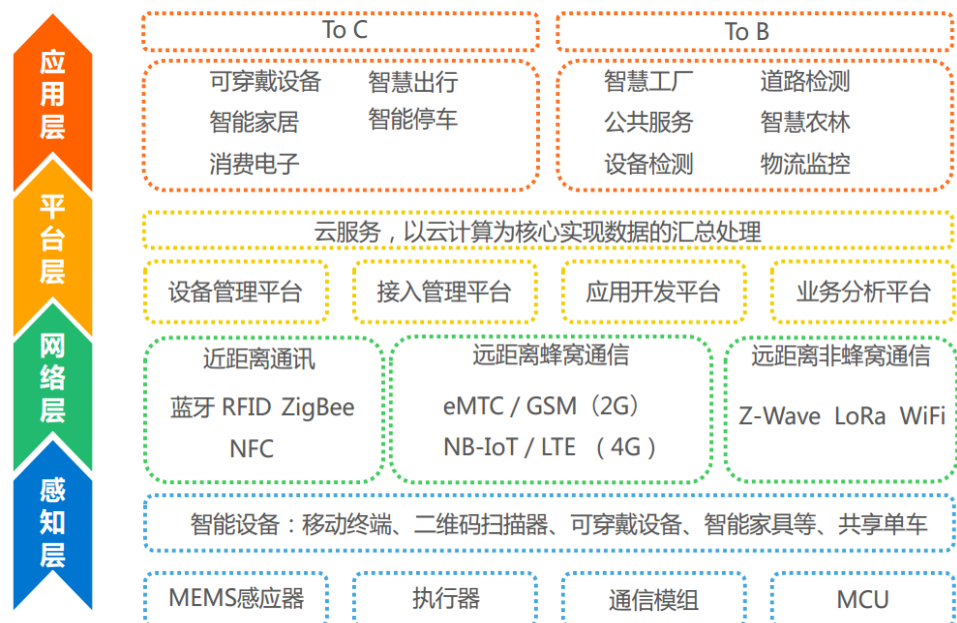 应用层
To C
To B
可穿戴设备 智慧出行
智能家居 智能停车
消费电子
智慧工厂 道路检测
公共服务 智慧农林
设备检测 物流监控
平台层
云服务，以云计算为核心实现数据的汇总处理
设备管理平台
接入管理平台
应用开发平台
业务分析平台
网络层
近距离通讯
蓝牙 RFID ZigBee
NFC
远距离蜂窝通信
eMTC / GSM（2G）
NB-IoT / LTE （ 4G ）
远距离非蜂窝通信
Z-Wave LoRa WiFi
感知层
智能设备：移动终端、二维码扫描器、可穿戴设备、智能家具等、共享单车
MEMS感应器
执行器
通信模组
MCU